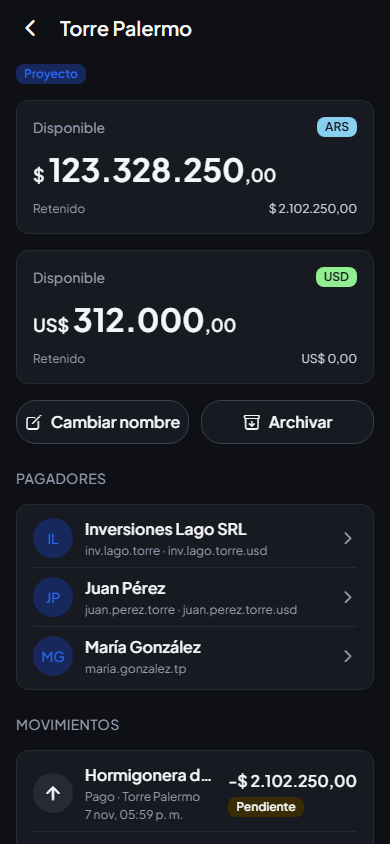 Torre Palermo
Proyecto
Disponible ARS
$ 123.328.250,00
Retenido $ 2.102.250,00
Disponible USD
US$ 312.000,00
Retenido US$ 0,00
Cambiar nombre Archivar
PAGADORES
IL Inversiones Lago SRL
inv.lago.torre · inv.lago.torre.usd
JP Juan Pérez
juan.perez.torre · juan.perez.torre.usd
MG María González
maria.gonzalez.tp
MOVIMIENTOS
Hormigonera d... -$ 2.102.250,00
Pago · Torre Palermo Pendiente
7 nov, 05:59 p. m.